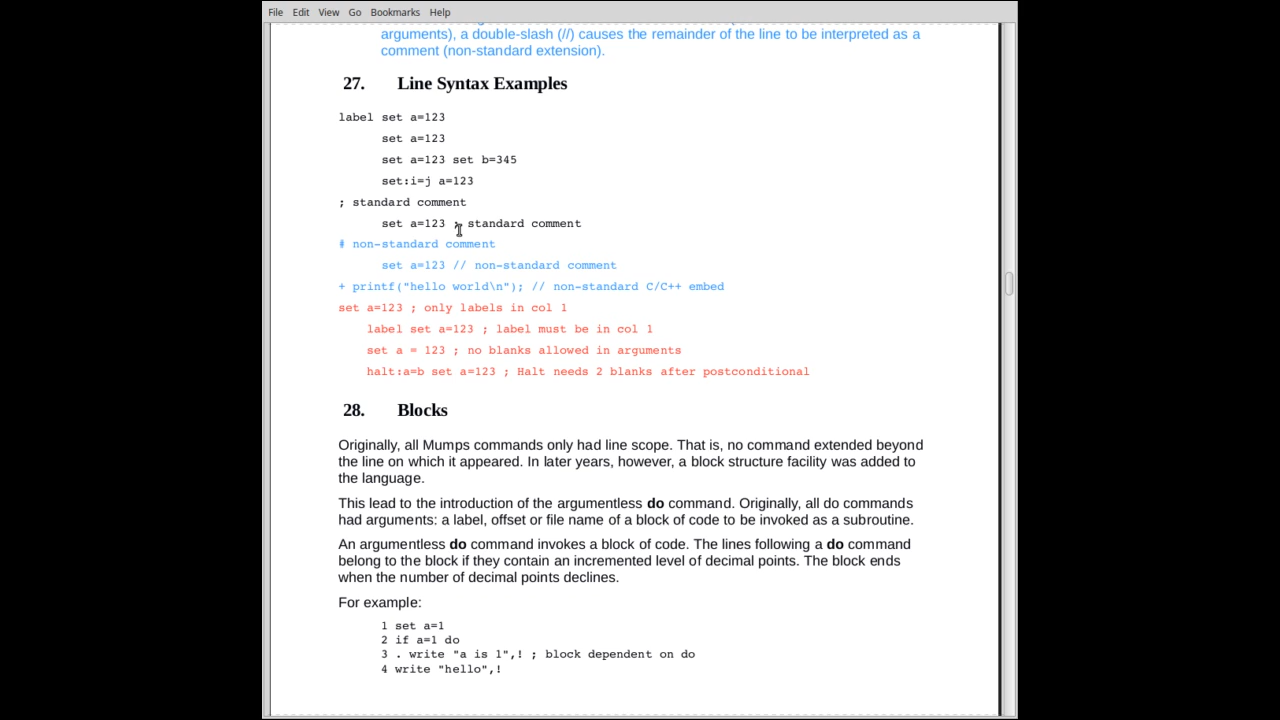 File Edit View Go Bookmarks Help
arguments), a double-slash (//) causes the remainder of the line to be interpreted as a
comment (non-standard extension).
27. Line Syntax Examples
label set a=123
set a=123
set a=123 set b=345
set:i=j a=123
; standard comment
set a=123 ; standard comment
# non-standard comment
set a=123 // non-standard comment
+ printf("hello world\n"); // non-standard C/C++ embed
set a=123 ; only labels in col 1
label set a=123 ; label must be in col 1
set a = 123 ; no blanks allowed in arguments
halt:a=b set a=123 ; Halt needs 2 blanks after postconditional
28. Blocks
Originally, all Mumps commands only had line scope. That is, no command extended beyond
the line on which it appeared. In later years, however, a block structure facility was added to
the language.
This lead to the introduction of the argumentless do command. Originally, all do commands
had arguments: a label, offset or file name of a block of code to be invoked as a subroutine.
An argumentless do command invokes a block of code. The lines following a do command
belong to the block if they contain an incremented level of decimal points. The block ends
when the number of decimal points declines.
For example:
1 set a=1
2 if a=1 do
3 . write "a is 1",! ; block dependent on do
4 write "hello",!